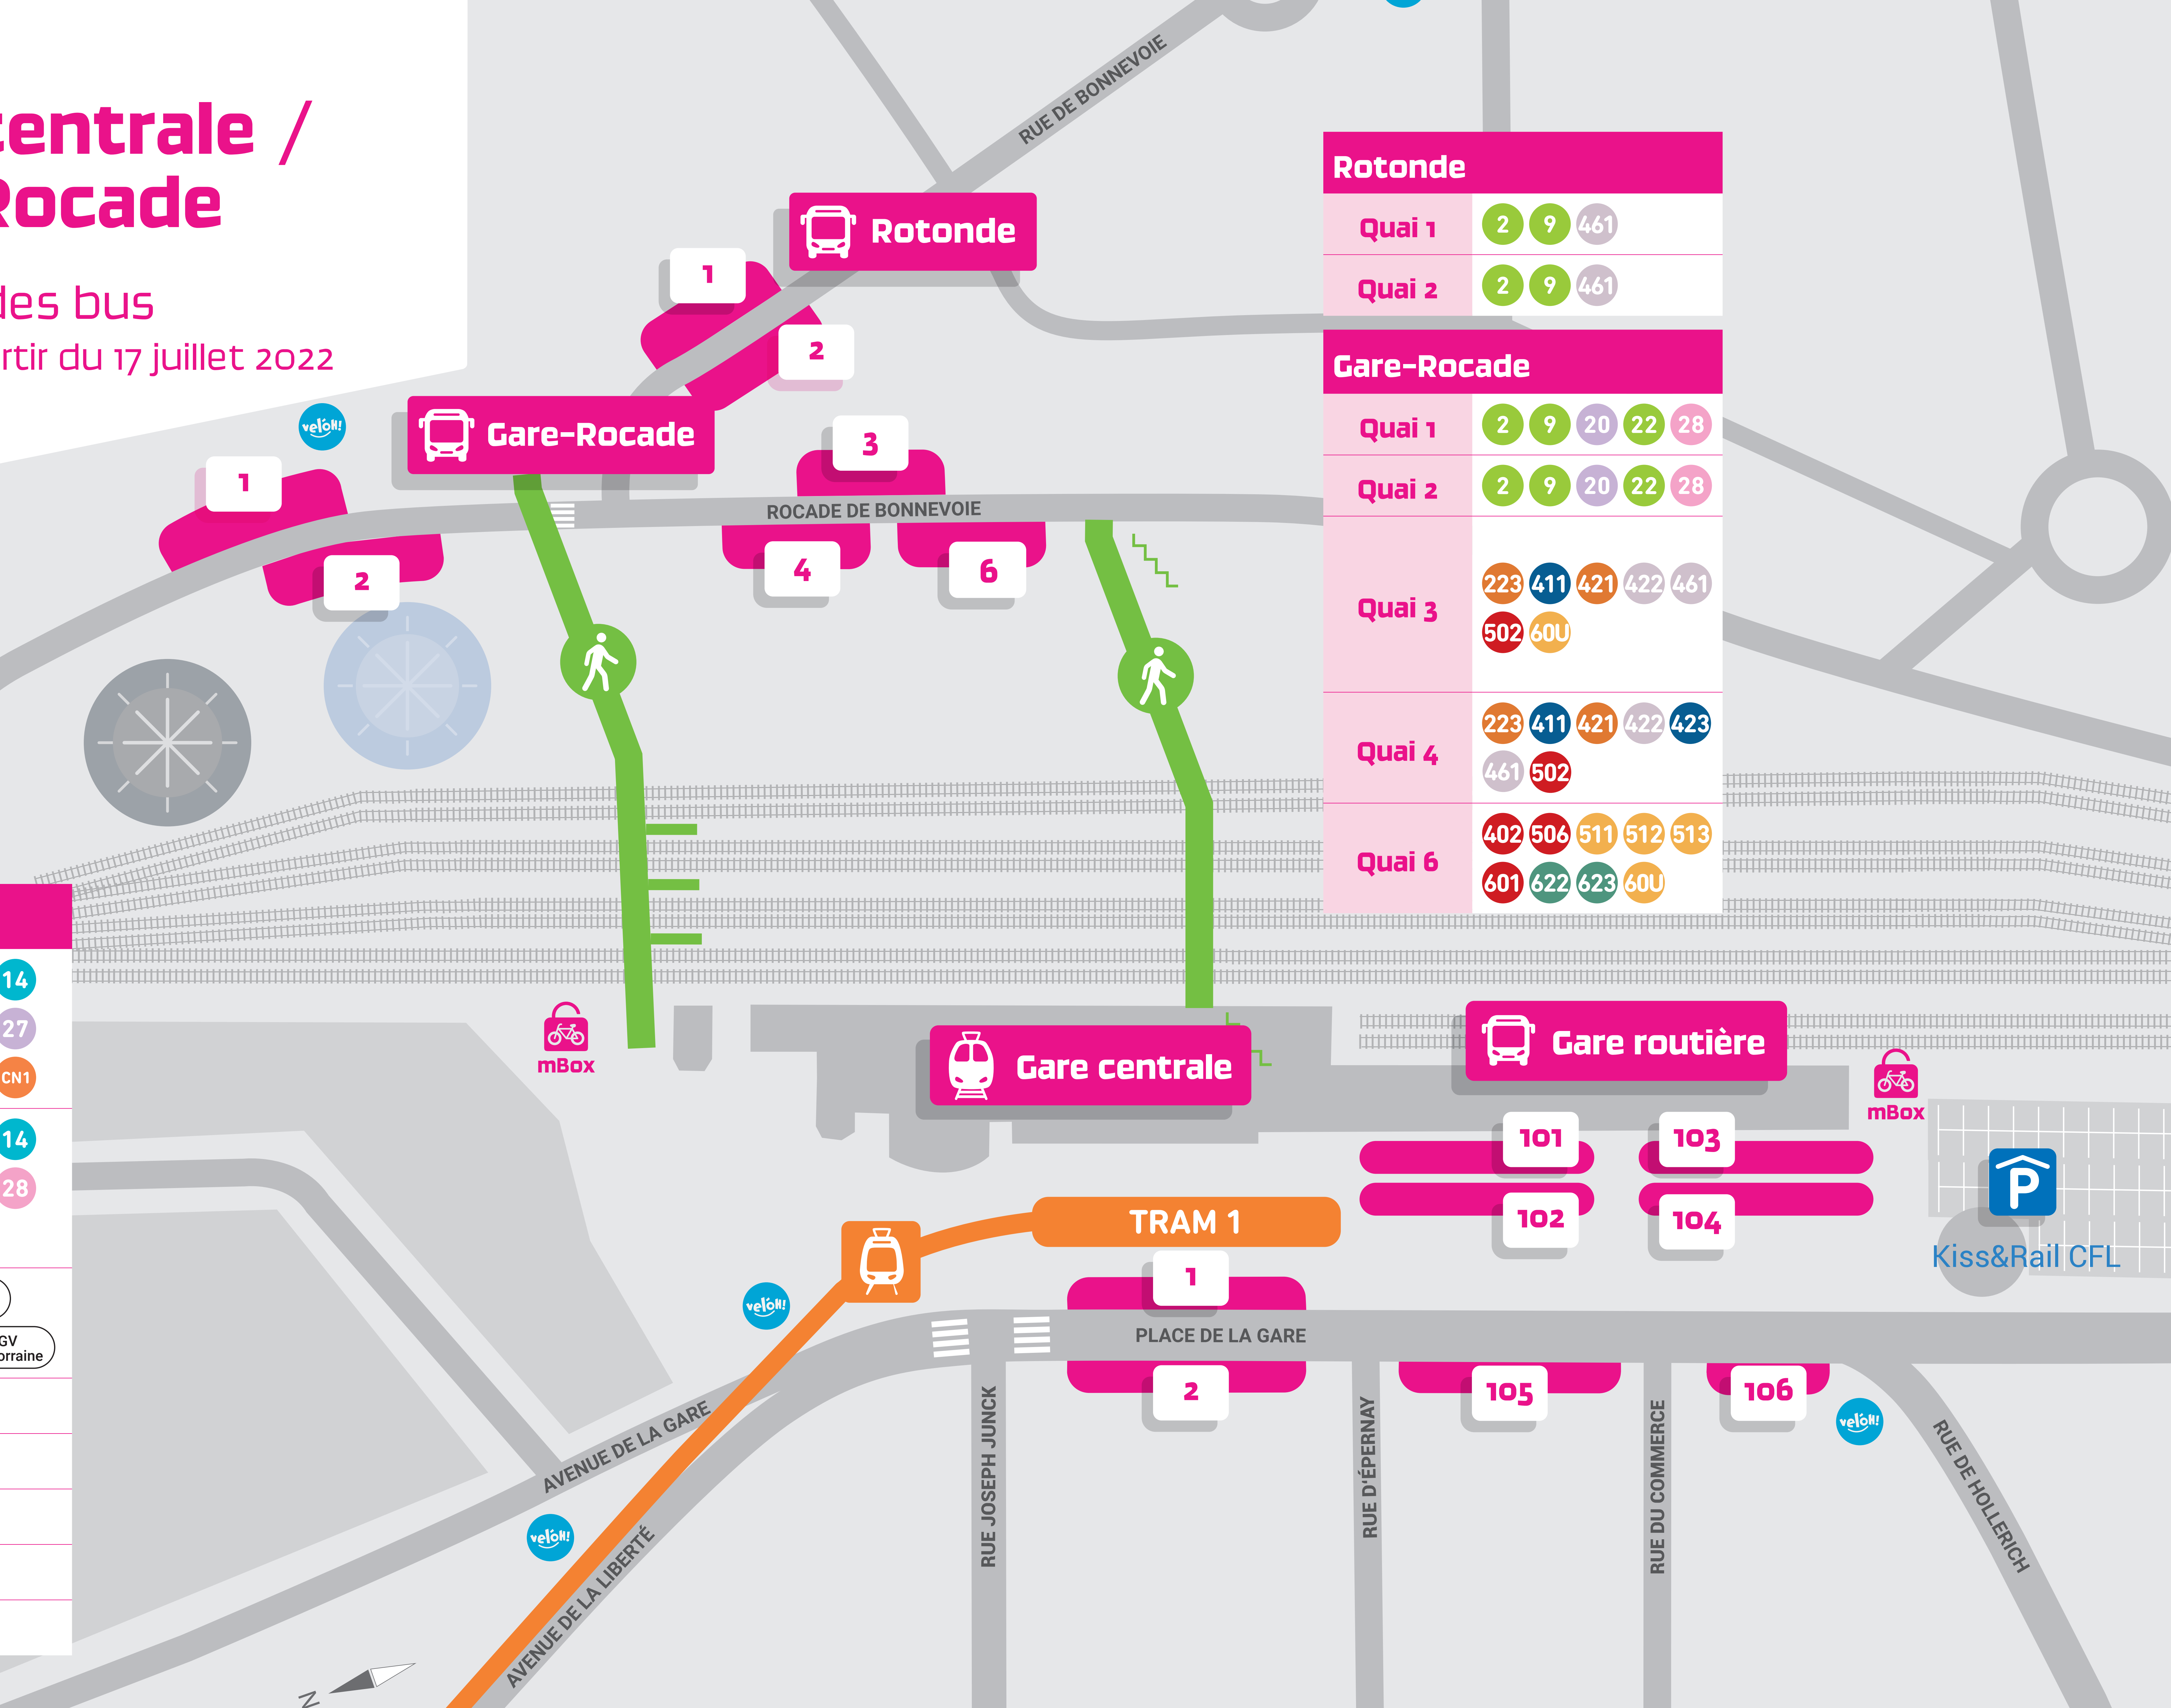 centrale /
Rocade
des bus
rtir du 17 juillet 2022
RUE DE BONNEVOIE
Rotonde
1
2
Gare-Rocade
veloH!
1
2
3
4
6
ROCADE DE BONNEVOIE
Rotonde
Quai 1 2 9 461
Quai 2 2 9 461
Gare-Rocade
Quai 1 2 9 20 22 28
Quai 2 2 9 20 22 28
Quai 3 223 411 421 422 461
502 60U
Quai 4 223 411 421 422 423
461 502
Quai 6 402 506 511 512 513
601 622 623 60U
14
27
CN1
14
28
GV
orraine
mBox
Gare centrale
Gare routière
mBox
101
103
102
104
P
Kiss&Rail CFL
TRAM 1
veloH!
1
PLACE DE LA GARE
2
105
106
veloH!
AVENUE DE LA GARE
veloH!
AVENUE DE LA LIBERTÉ
RUE JOSEPH JUNCK
RUE D'ÉPERNAY
RUE DU COMMERCE
RUE DE HOLLERICH
N